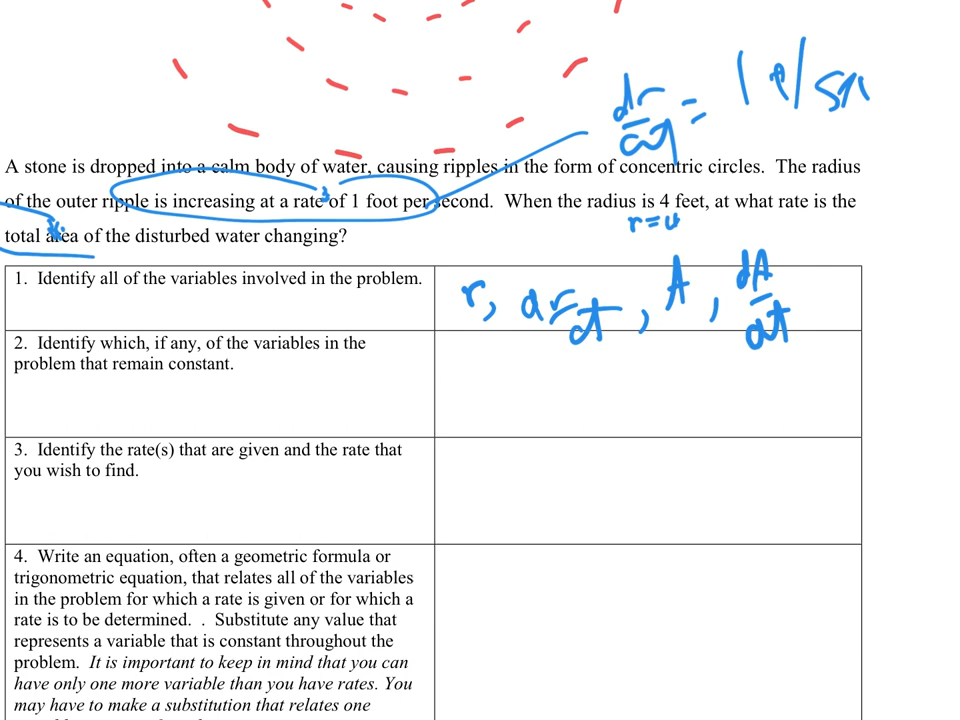 dr/dt = 1 ft/sec
A stone is dropped into a calm body of water, causing ripples in the form of concentric circles. The radius
of the outer ripple is increasing at a rate of 1 foot per second. When the radius is 4 feet, at what rate is the
r=4
total area of the disturbed water changing?
1. Identify all of the variables involved in the problem.
r, dr/dt, A, dA/dt
2. Identify which, if any, of the variables in the
problem that remain constant.
3. Identify the rate(s) that are given and the rate that
you wish to find.
4. Write an equation, often a geometric formula or
trigonometric equation, that relates all of the variables
in the problem for which a rate is given or for which a
rate is to be determined. . Substitute any value that
represents a variable that is constant throughout the
problem. It is important to keep in mind that you can
have only one more variable than you have rates. You
may have to make a substitution that relates one